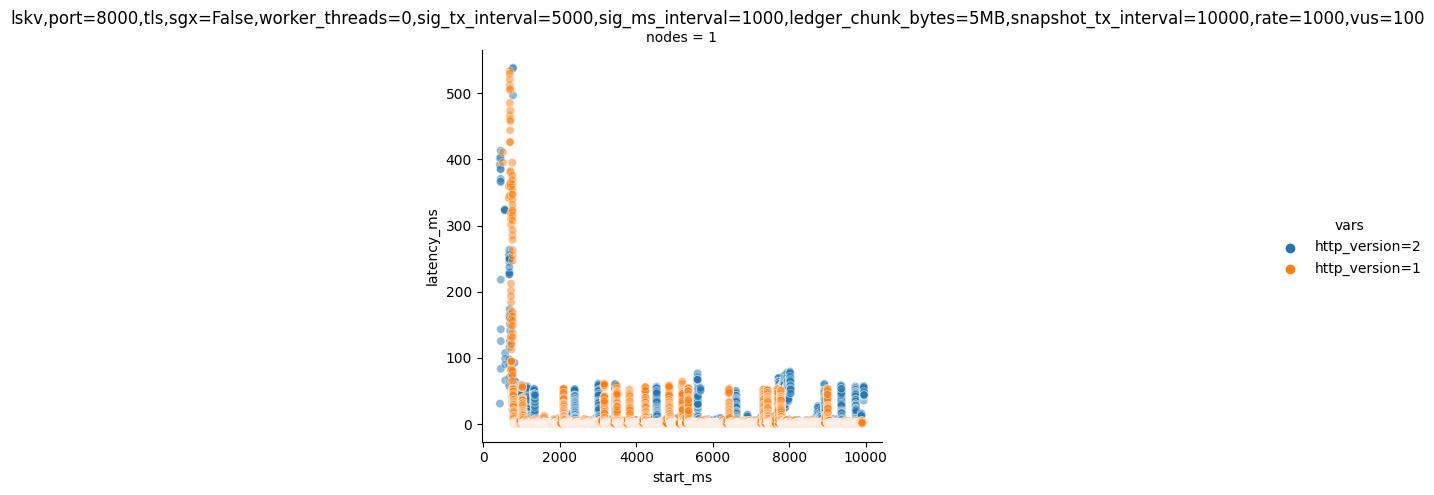 lskv,port=8000,tls,sgx=False,worker_threads=0,sig_tx_interval=5000,sig_ms_interval=1000,ledger_chunk_bytes=5MB,snapshot_tx_interval=10000,rate=1000,vus=100
nodes = 1
500
400
300
200
100
0
latency_ms
0 2000 4000 6000 8000 10000
start_ms
vars
http_version=2
http_version=1